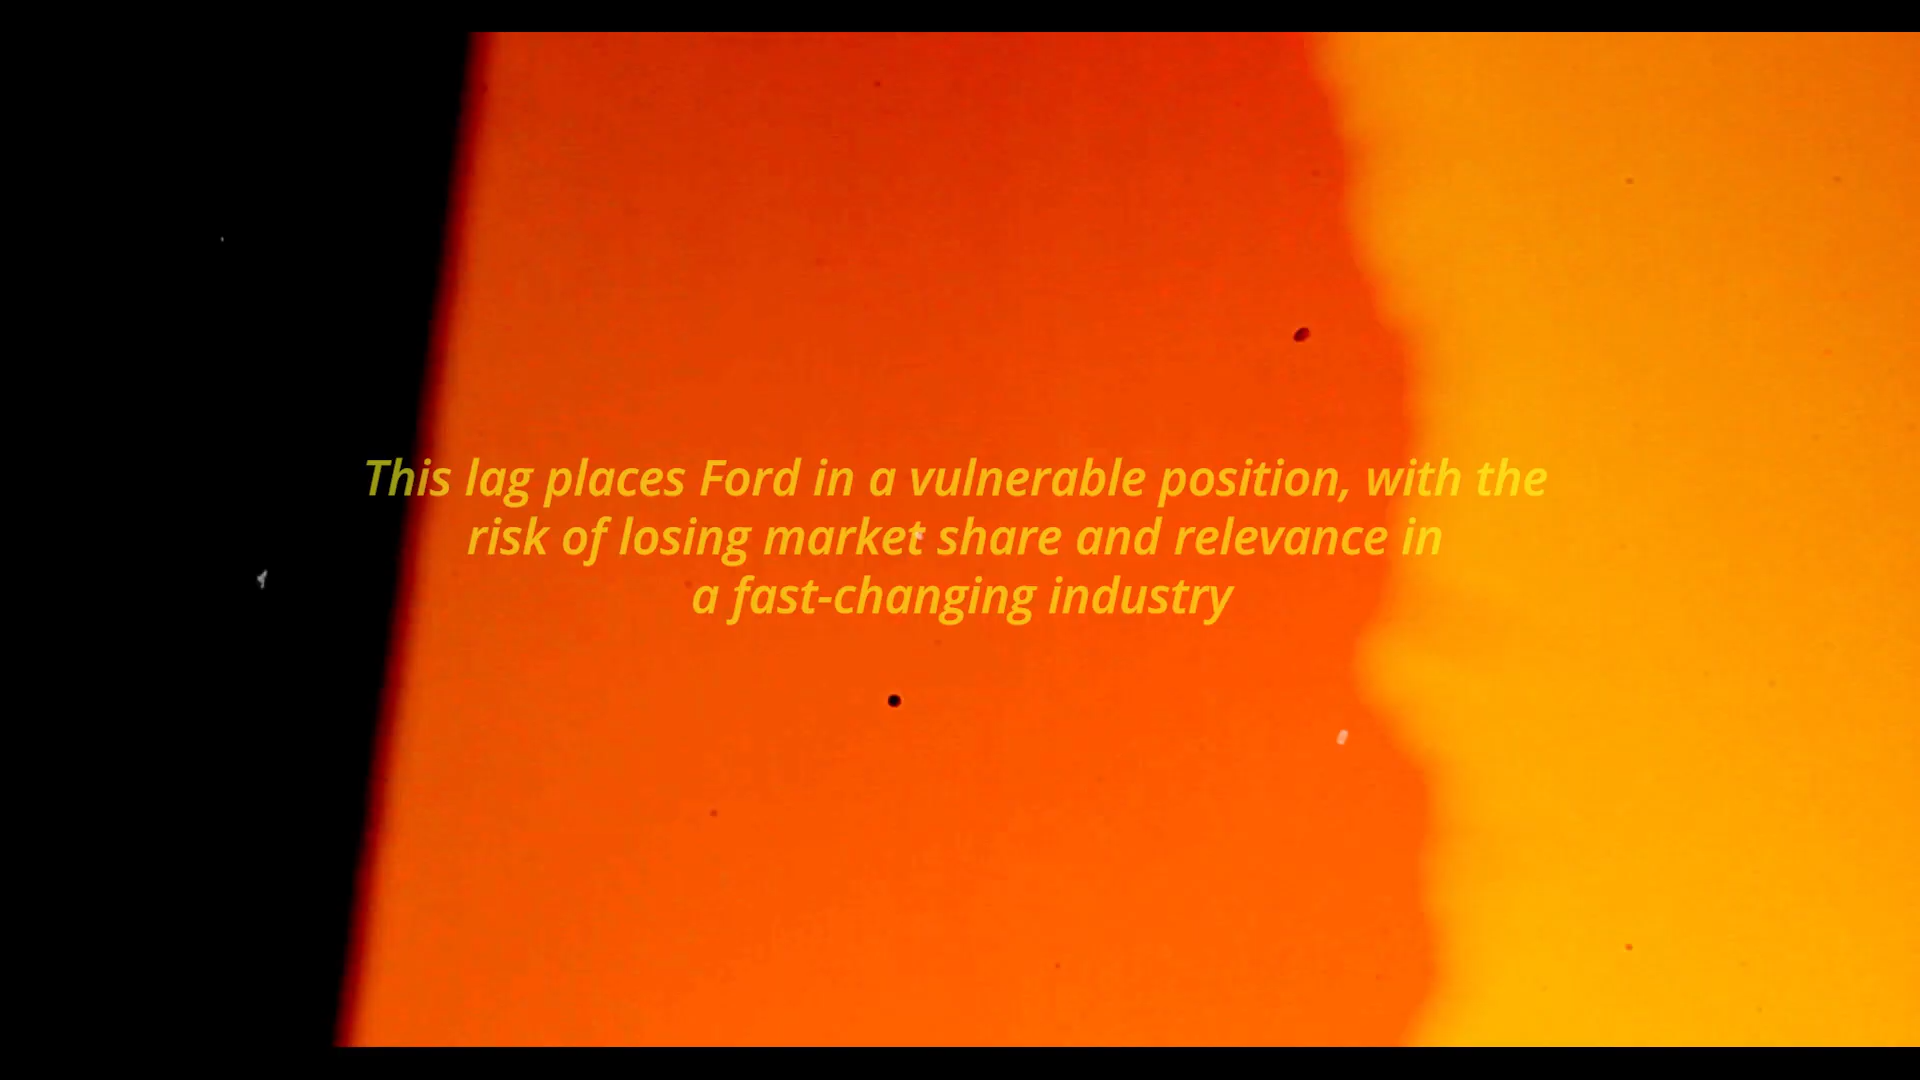 This lag places Ford in a vulnerable position, with the
risk of losing market share and relevance in
a fast-changing industry